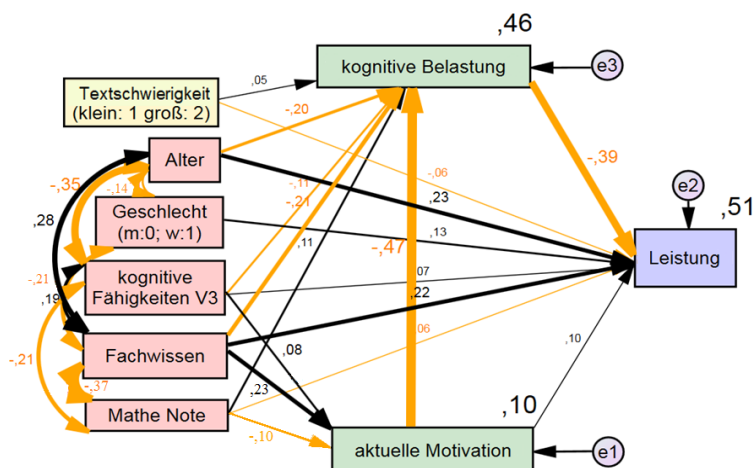 ,46
kognitive Belastung
e3
Textschwierigkeit
(klein: 1 groß: 2)
,05
-,20
Alter
-,35
-,14
-,11
-,21
-,06
-,39
,23
e2
,51
,28
Geschlecht
(m:0; w:1)
,11
-,47
,13
Leistung
-,21
,19
kognitive
Fähigkeiten V3
,07
,22
-,21
Fachwissen
,08
,06
-,37
,23
,10
Mathe Note
-,10
,10
aktuelle Motivation
e1